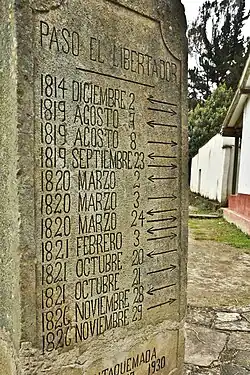 PASO EL LIBERTADOR
1814 DICIEMBRE 2
1819 AGOSTO 9
1819 AGOSTO 8
1819 SEPTIEMBRE 23
1820 MARZO 2
1820 MARZO 3
1820 MARZO 24
1821 FEBRERO 3
1821 OCTUBRE 20
1821 OCTUBRE 21
1826 NOVIEMBRE 28
1826 NOVIEMBRE 29
1930